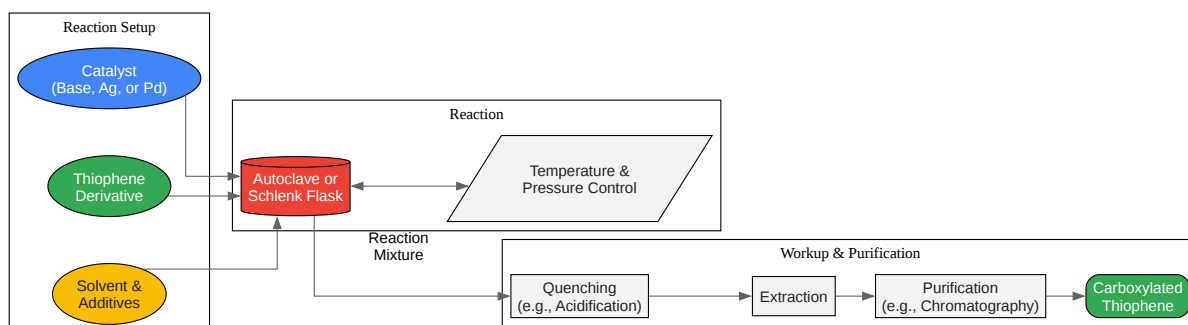 Reaction Setup
Catalyst
(Base, Ag, or Pd)
Thiophene
Derivative
Solvent &
Additives
Reaction
Autoclave or
Schlenk Flask
Temperature &
Pressure Control
Reaction
Mixture
Workup & Purification
Quenching
(e.g., Acidification)
Extraction
Purification
(e.g., Chromatography)
Carboxylated
Thiophene